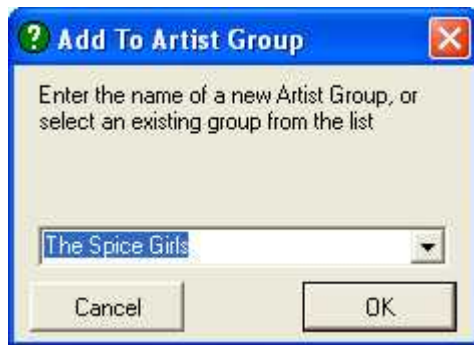 Add To Artist Group
Enter the name of a new Artist Group, or
select an existing group from the list
The Spice Girls
Cancel
OK